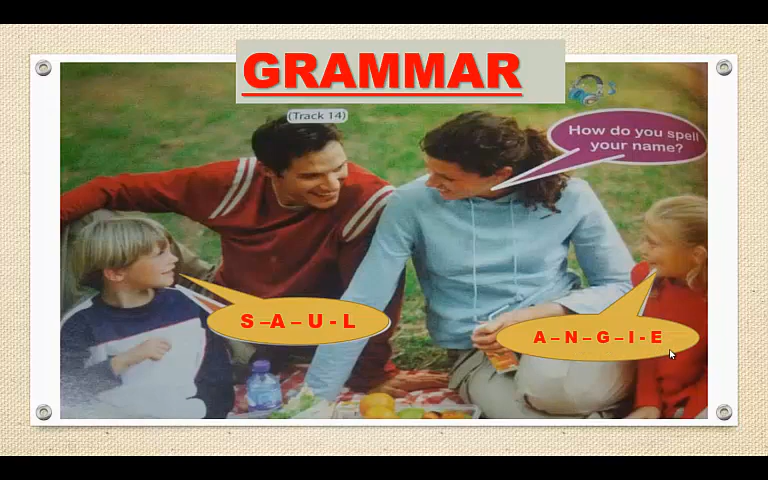 GRAMMAR
(Track 14)
How do you spell
your name?
S –A – U - L
A – N – G – I - E